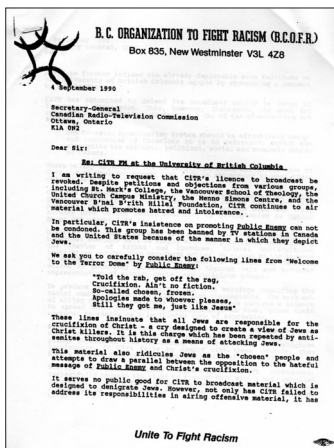 B.C. ORGANIZATION TO FIGHT RACISM (B.C.O.F.R.)
Box 835, New Westminster V3L 4Z8
4 September 1990
Secretary-General
Canadian Radio-Television Commission
Ottawa, Ontario
K1A 0N2
Dear Sir:
Re: CiTR FM at the University of British Columbia
I am writing to request that CiTR's licence to broadcast be
revoked. Despite petitions and objections from various groups,
including St. Mark's College, the Vancouver School of Theology, the
United Church Campus Ministry, the Menno Simons Centre, and the
Vancouver B'nai B'rith Hillel Foundation, CiTR continues to air
material which promotes hatred and intolerance.
In particular, CiTR's insistence on promoting Public Enemy can not
be condoned. This group has been banned by TV stations in Canada
and the United States because of the manner in which they depict
Jews.
We ask you to carefully consider the following lines from "Welcome
to the Terror Dome" by Public Enemy:
"Told the rab, get off the rag,
Crucifixion. Ain't no fiction.
So-called chosen, frozen.
Apologies made to whoever pleases,
Still they got me, just like Jesus"
These lines insinuate that all Jews are responsible for the
crucifixion of Christ - a cry designed to create a view of Jews as
Christ killers. It is this charge which has been repeated by anti-
semites throughout history as a means of attacking Jews.
This material also ridicules Jews as the "chosen" people and
attempts to draw a parallel between the opposition to the hateful
message of Public Enemy and Christ's crucifixion.
It serves no public good for CiTR to broadcast material which is
designed to denigrate Jews. However, not only has CiTR failed to
address its responsibilities in airing offensive material, it has
Unite To Fight Racism